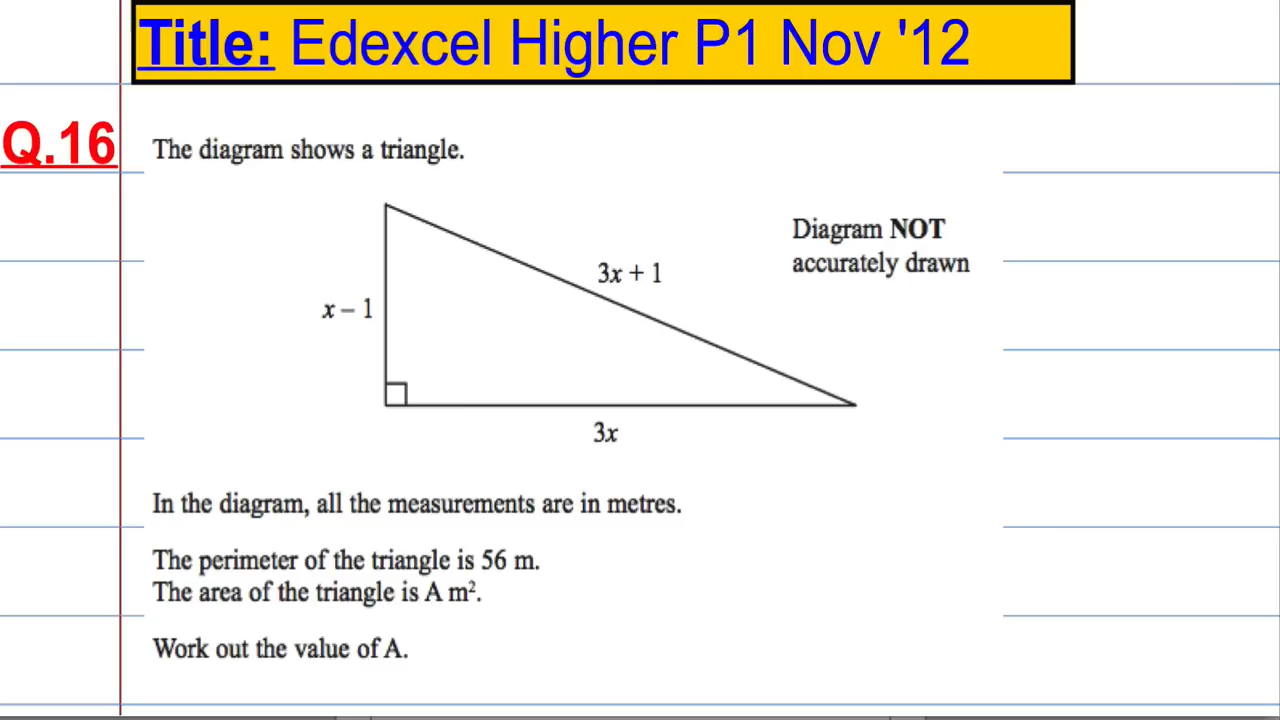 Title: Edexcel Higher P1 Nov '12
Q.16
The diagram shows a triangle.
Diagram NOT
accurately drawn
3x + 1
x – 1
3x
In the diagram, all the measurements are in metres.
The perimeter of the triangle is 56 m.
The area of the triangle is A m².
Work out the value of A.